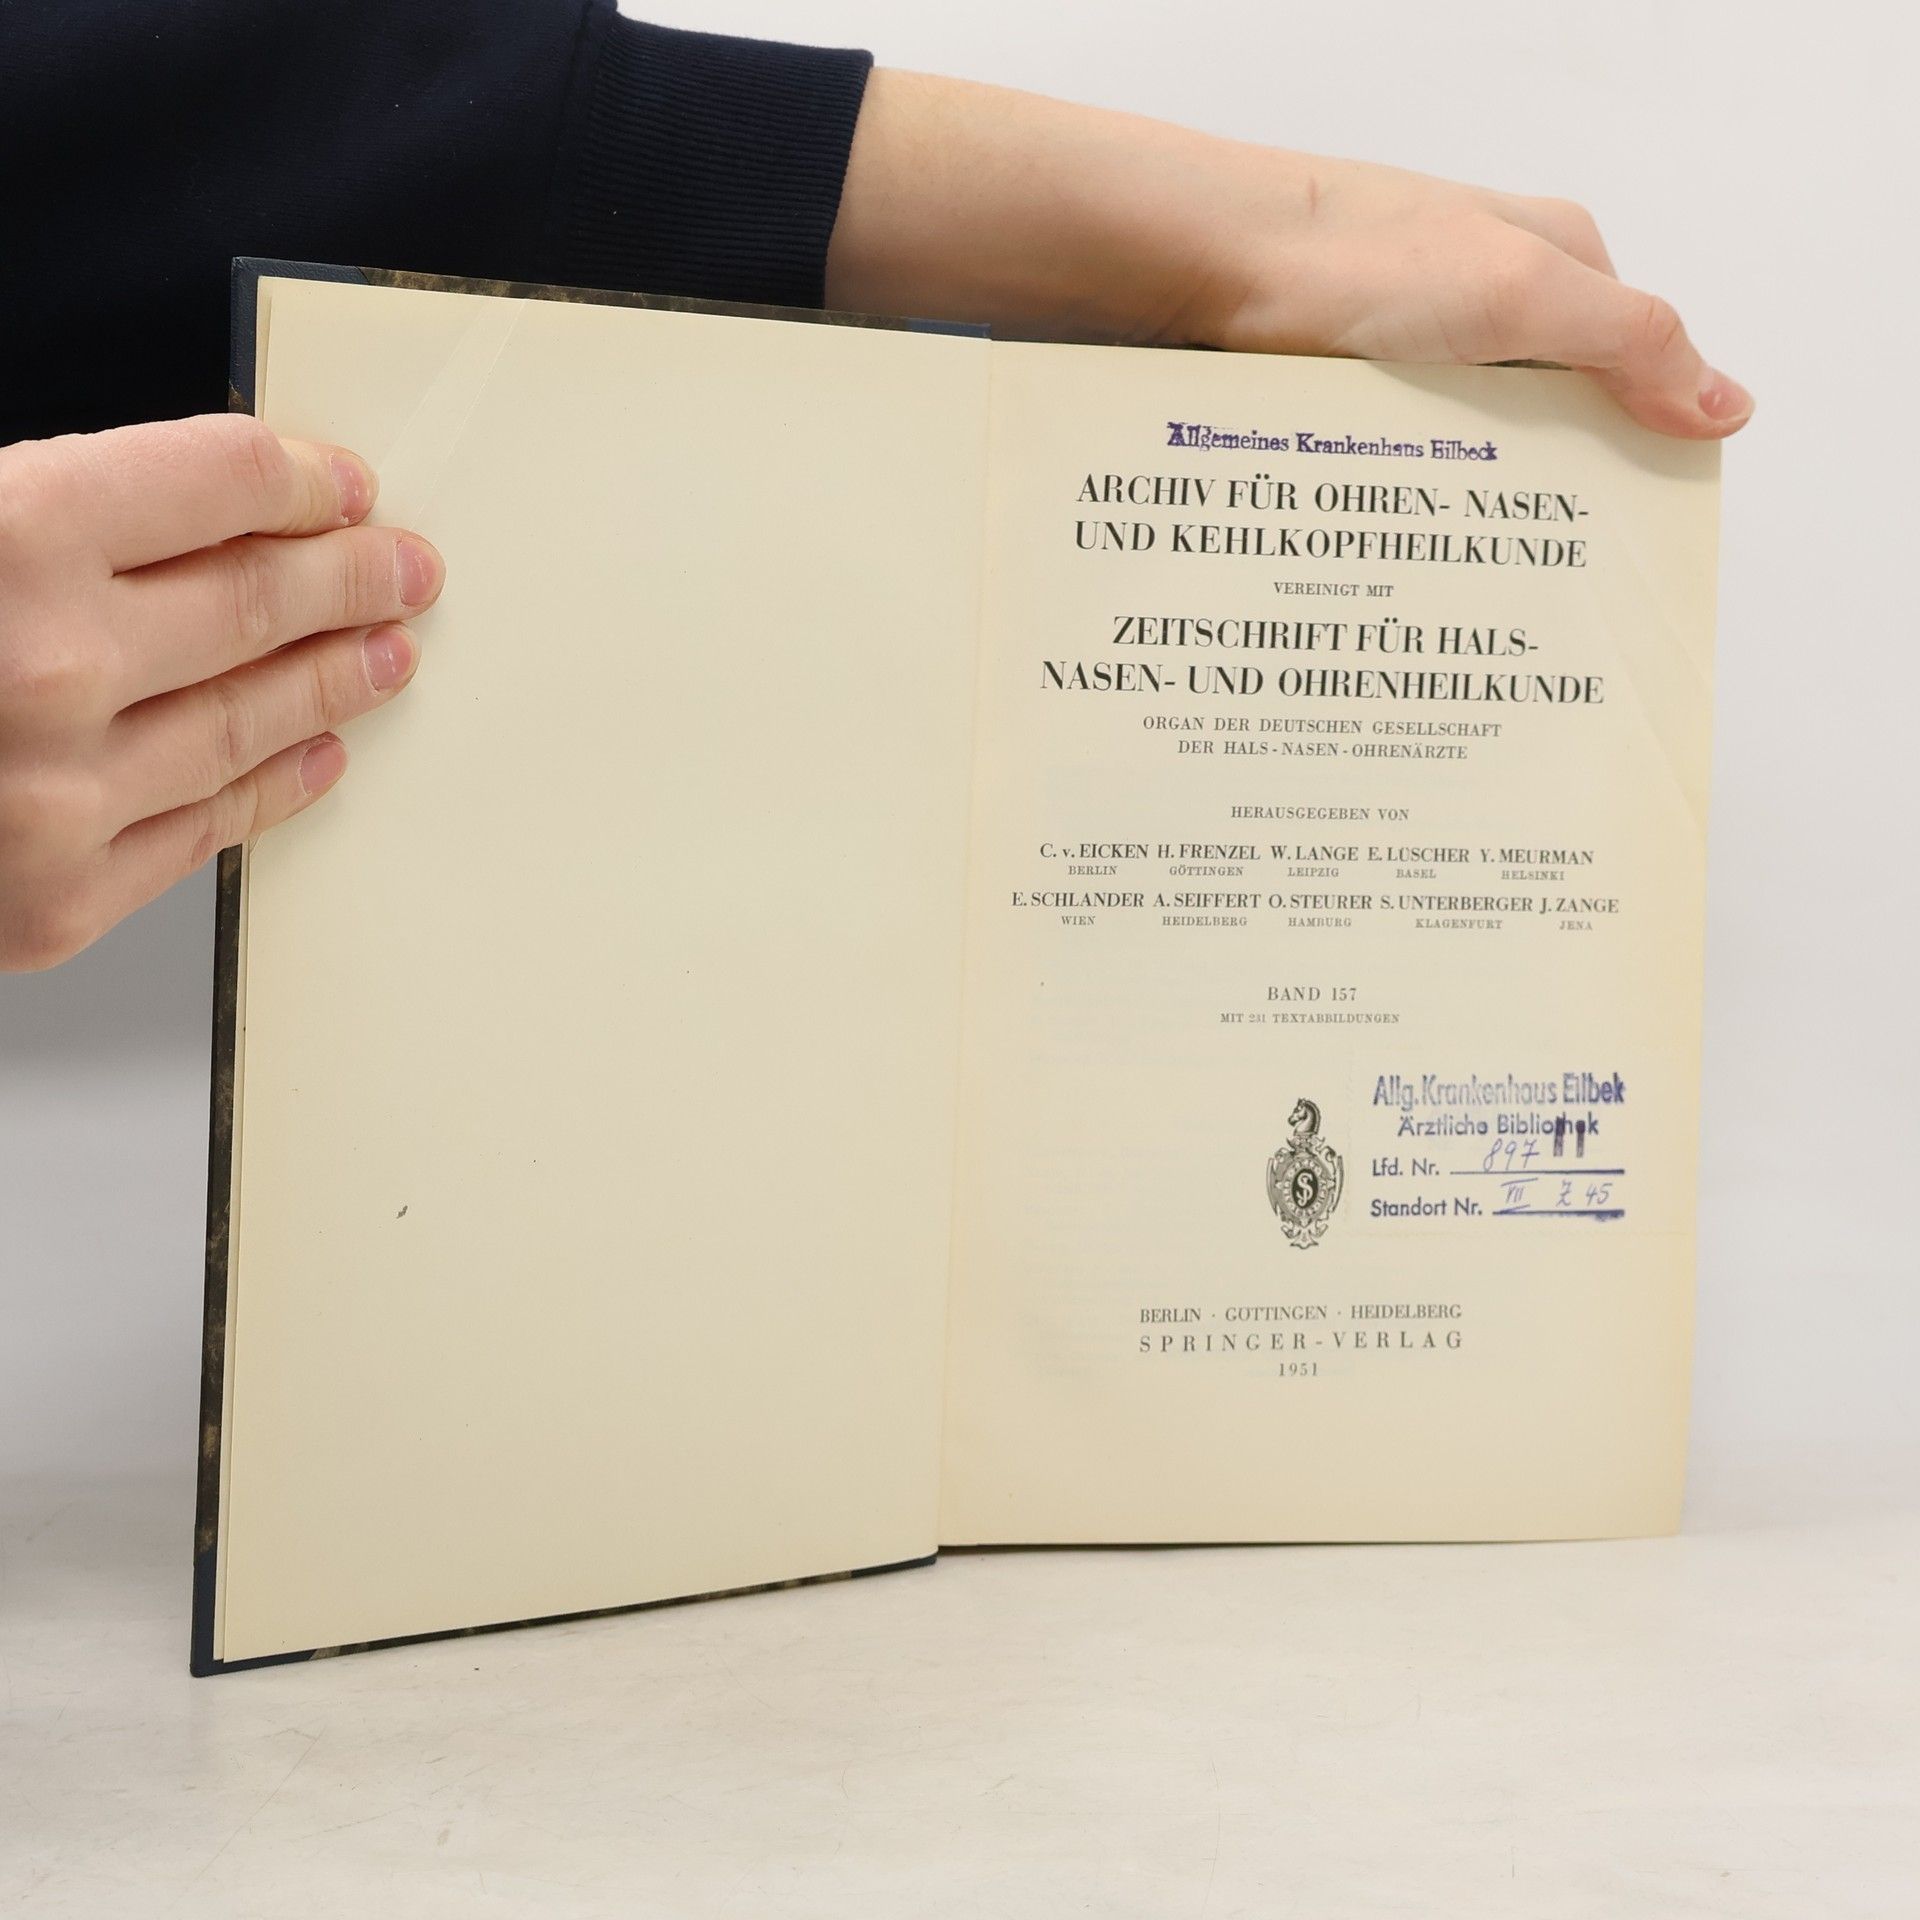 Allgemeines Krankenhaus Eilbeck
ARCHIV FÜR OHREN- NASEN-
UND KEHLKOPFHEILKUNDE
VEREINIGT MIT
ZEITSCHRIFT FÜR HALS-
NASEN- UND OHRENHEILKUNDE
ORGAN DER DEUTSCHEN GESELLSCHAFT
DER HALS-NASEN-OHRENÄRZTE
HERAUSGEGEBEN VON
C. v. EICKEN H. FRENZEL W. LANGE E. LÜSCHER Y. MEURMAN
BERLIN GÖTTINGEN LEIPZIG BASEL HELSINKI
E. SCHLANDER A. SEIFFERT O. STEURER S. UNTERBERGER J. ZANGE
WIEN HEIDELBERG HAMBURG KLAGENFURT JENA
BAND 157
MIT 231 TEXTABBILDUNGEN
Allg. Krankenhaus Eilbek
Ärztliche Bibliothek
Lfd. Nr. 897
Standort Nr. VII Z 45
BERLIN · GÖTTINGEN · HEIDELBERG
SPRINGER-VERLAG
1951